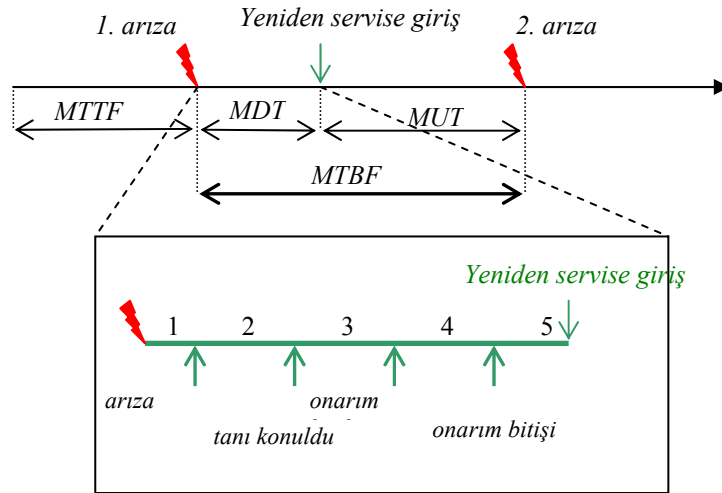 Yeniden servise giriş
1. arıza
2. arıza
MTTF
MDT
MUT
MTBF
Yeniden servise giriş
1 2 3 4 5
arıza
onarım
tanı konuldu
onarım bitişi